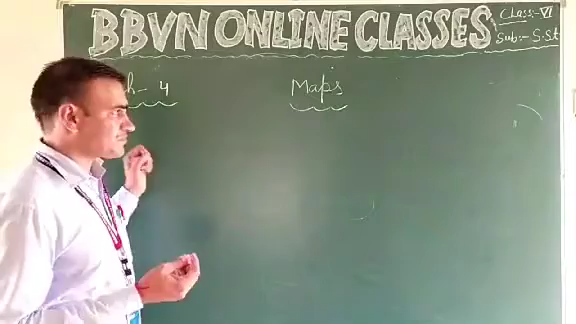 BBVN ONLINE CLASSES
Class:- VI
Sub:- S.St
h- 4
Maps